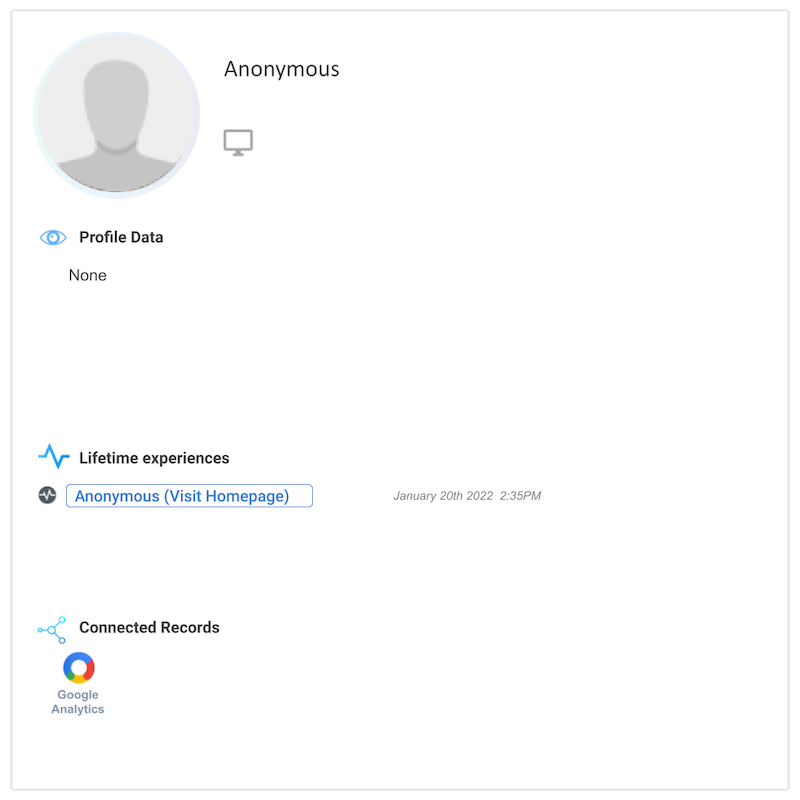 Anonymous
Profile Data
None
Lifetime experiences
Anonymous (Visit Homepage) January 20th 2022 2:35PM
Connected Records
Google
Analytics